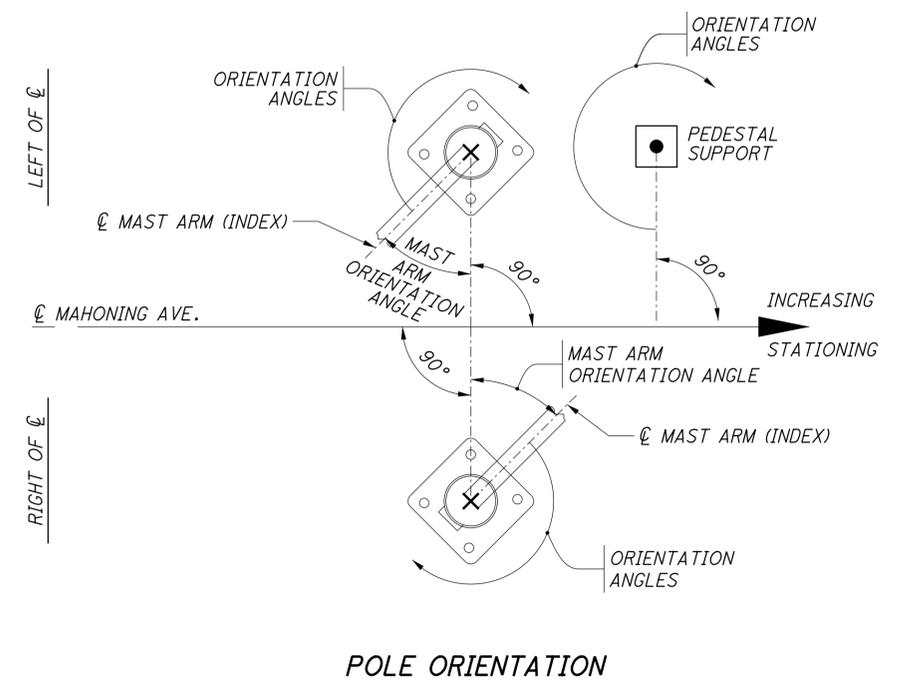 ORIENTATION
ANGLES
ORIENTATION
ANGLES
LEFT OF ℄
PEDESTAL
SUPPORT
℄ MAST ARM (INDEX)
MAST
ARM
ORIENTATION
ANGLE
90°
90°
℄ MAHONING AVE.
INCREASING
STATIONING
90°
MAST ARM
ORIENTATION ANGLE
℄ MAST ARM (INDEX)
RIGHT OF ℄
ORIENTATION
ANGLES
POLE ORIENTATION